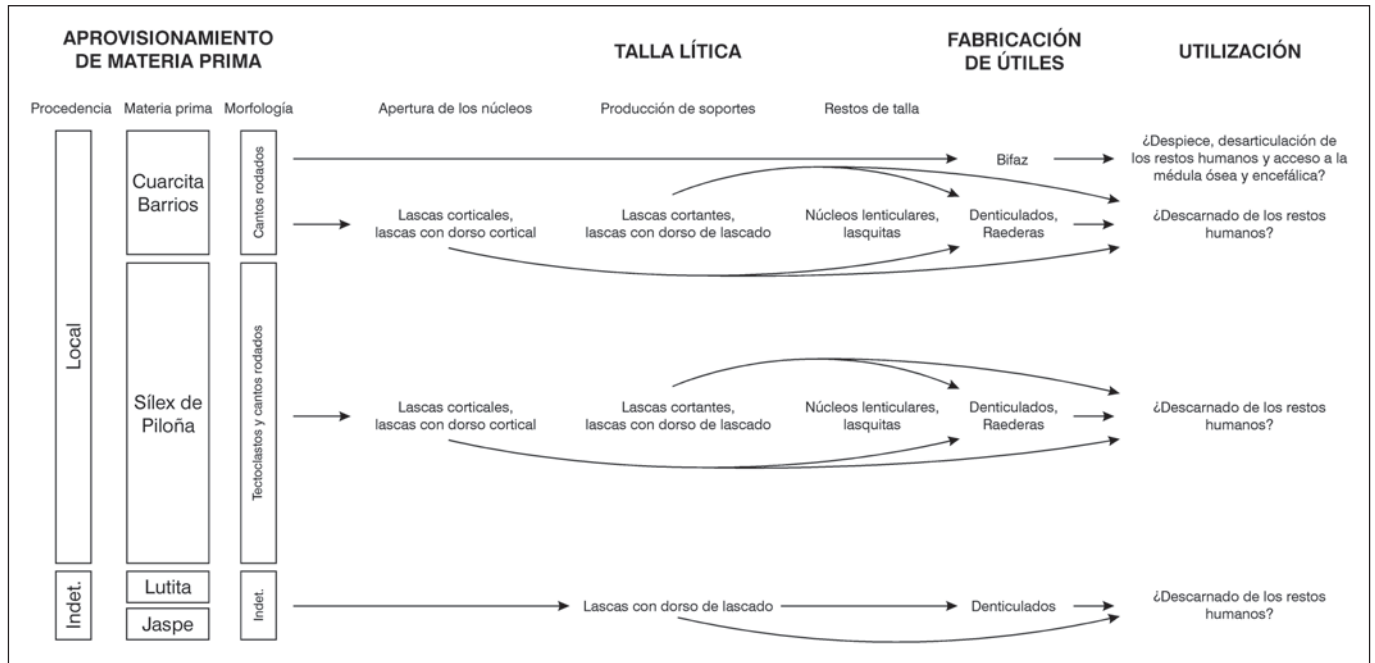 APROVISIONAMIENTO
DE MATERIA PRIMA
TALLA LÍTICA
FABRICACIÓN
DE ÚTILES
UTILIZACIÓN
Procedencia
Materia prima
Morfología
Apertura de los núcleos
Producción de soportes
Restos de talla
Local
Cuarcita
Barrios
Cantos rodados
Bifaz
¿Despiece, desarticulación de
los restos humanos y acceso a la
médula ósea y encefálica?
Lascas corticales,
lascas con dorso cortical
Lascas cortantes,
lascas con dorso de lascado
Núcleos lenticulares,
lasquitas
Denticulados,
Raederas
¿Descarnado de los restos
humanos?
Sílex de
Piloña
Tectoclastos y cantos rodados
Lascas corticales,
lascas con dorso cortical
Lascas cortantes,
lascas con dorso de lascado
Núcleos lenticulares,
lasquitas
Denticulados,
Raederas
¿Descarnado de los restos
humanos?
Indet.
Lutita
Jaspe
Indet.
Lascas con dorso de lascado
Denticulados
¿Descarnado de los restos
humanos?